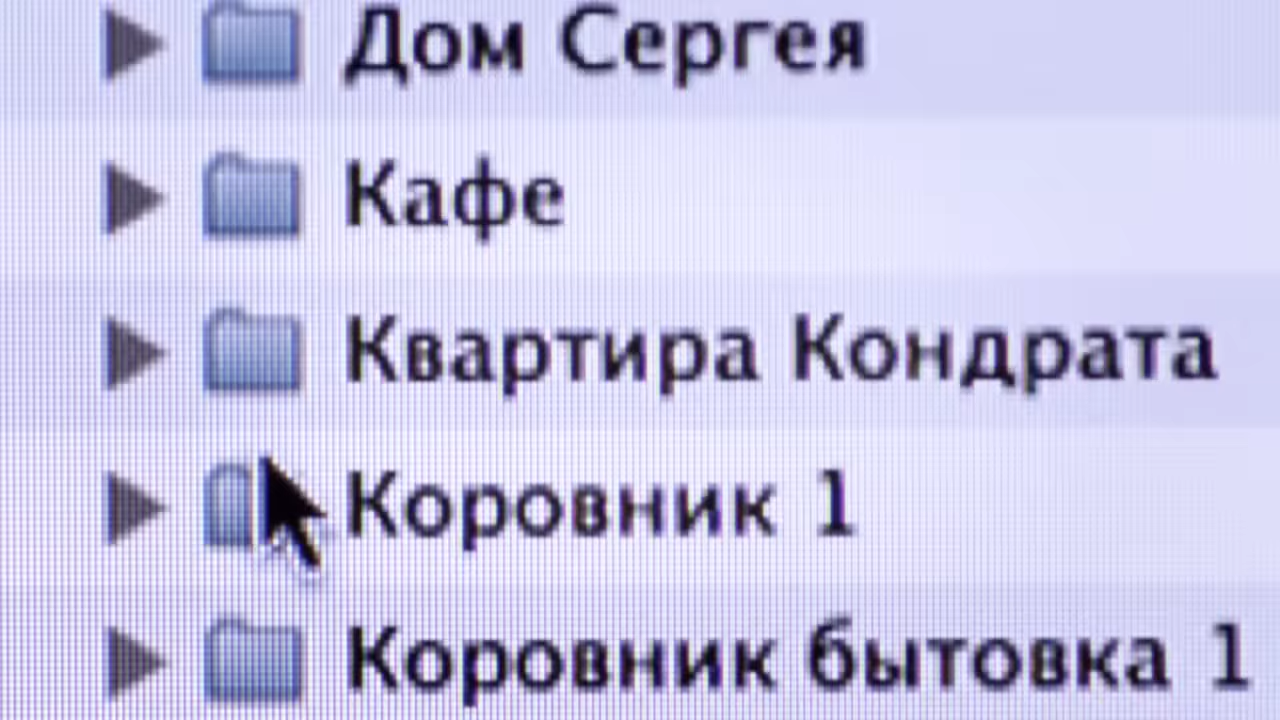 Дом Сергея
Кафе
Квартира Кондрата
Коровник 1
Коровник бытовка 1